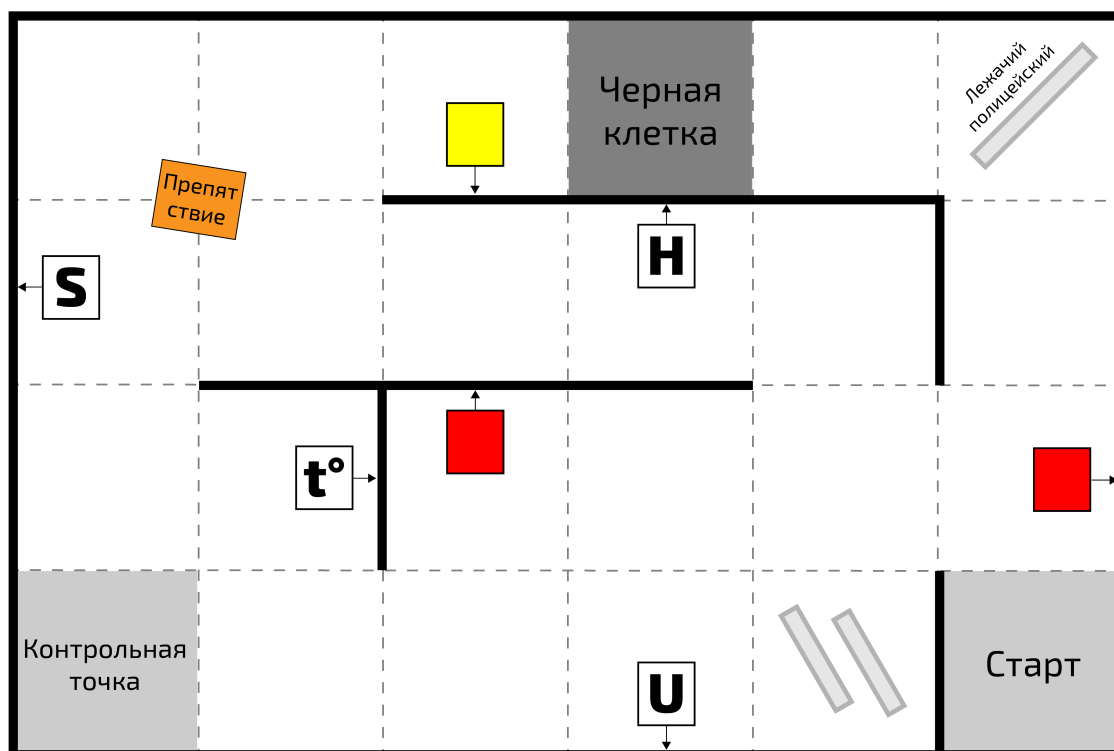 Черная
клетка
Лежачий
полицейский
Препят
ствие
H
S
t°
Контрольная
точка
U
Старт